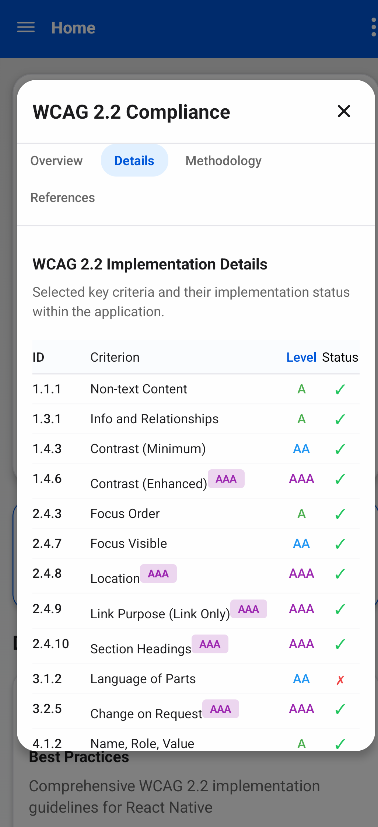 Home
WCAG 2.2 Compliance
Overview Details Methodology
References
WCAG 2.2 Implementation Details
Selected key criteria and their implementation status
within the application.
ID Criterion Level Status
1.1.1 Non-text Content A ✓
1.3.1 Info and Relationships A ✓
1.4.3 Contrast (Minimum) AA ✓
1.4.6 Contrast (Enhanced) AAA AAA ✓
2.4.3 Focus Order A ✓
2.4.7 Focus Visible AA ✓
2.4.8 Location AAA AAA ✓
2.4.9 Link Purpose (Link Only) AAA AAA ✓
2.4.10 Section Headings AAA AAA ✓
3.1.2 Language of Parts AA ✗
3.2.5 Change on Request AAA AAA ✓
4.1.2 Name, Role, Value A ✓
Best Practices
Comprehensive WCAG 2.2 implementation
guidelines for React Native